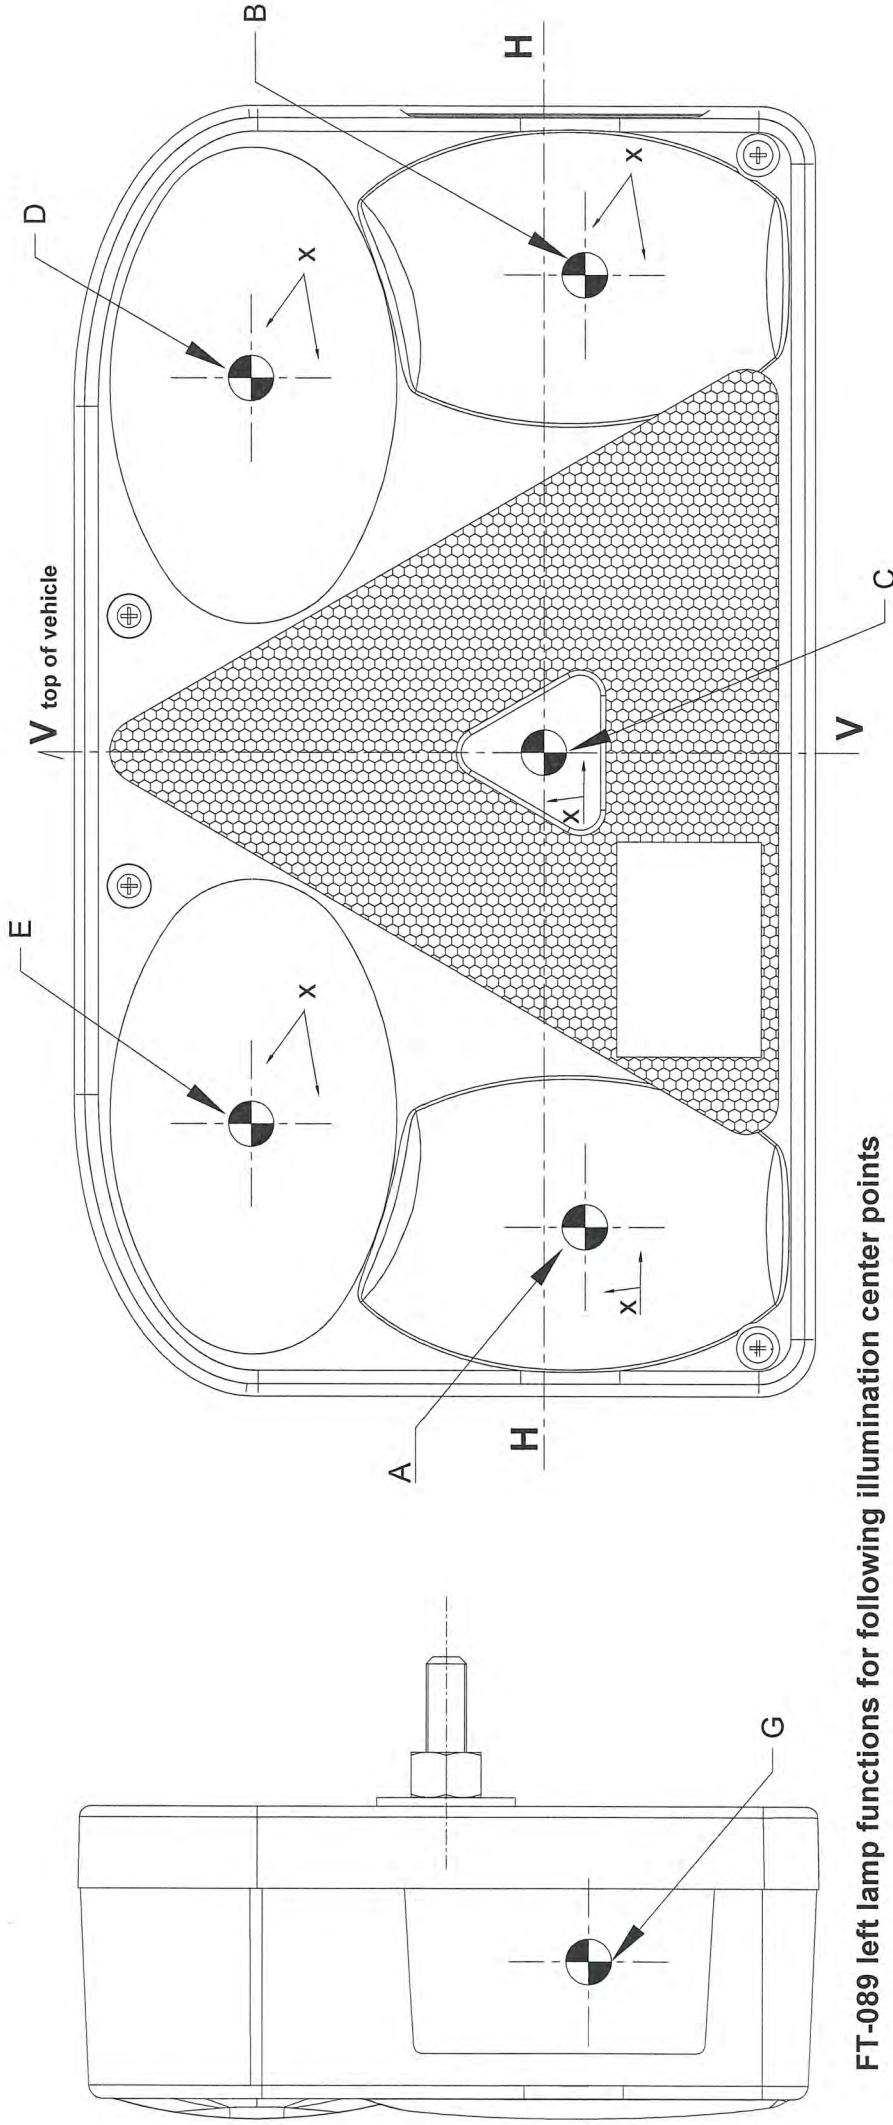 B
D
H
X
X
V top of vehicle
C
V
X
E
X
X
A
H
G
FT-089 left lamp functions for following illumination center points